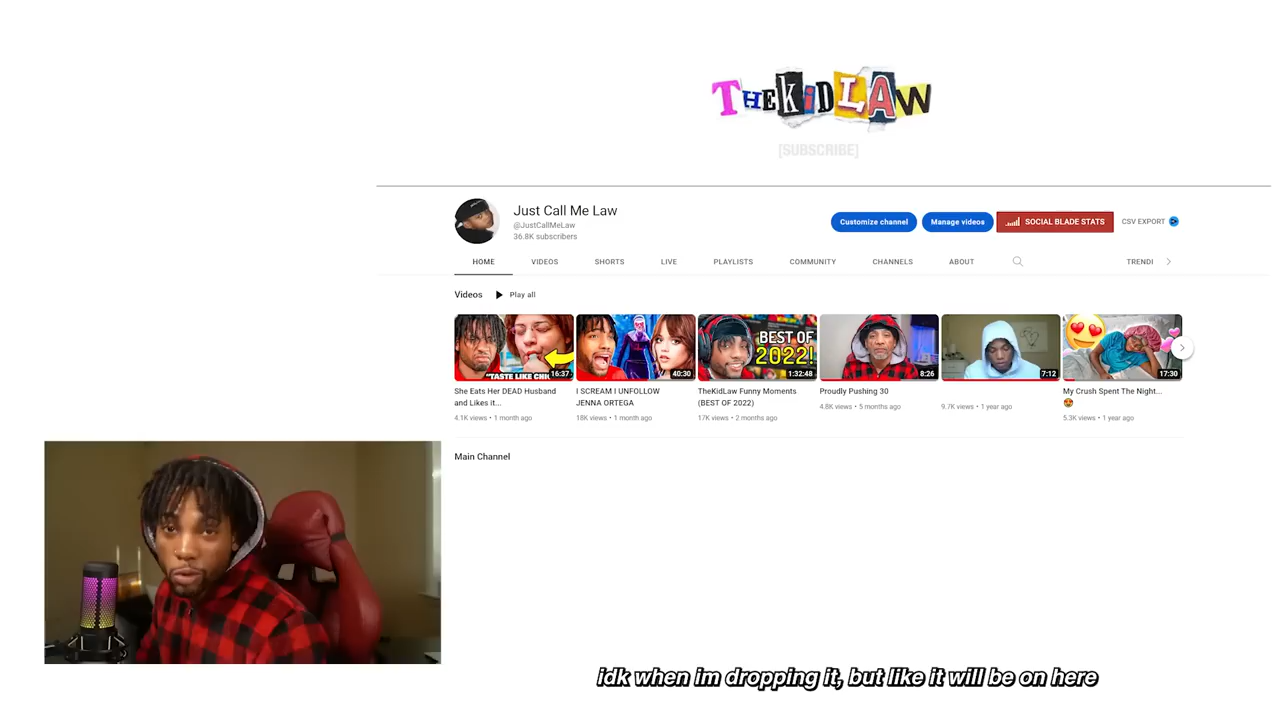 THEKiDLAW
[SUBSCRIBE]
Just Call Me Law
@JustCallMeLaw
36.8K subscribers
Customize channel
Manage videos
SOCIAL BLADE STATS
CSV EXPORT
HOME
VIDEOS
SHORTS
LIVE
PLAYLISTS
COMMUNITY
CHANNELS
ABOUT
TRENDI
Videos
Play all
"TASTE LIKE CHI
16:37
40:30
BEST OF
2022!
1:32:48
8:26
7:12
17:30
She Eats Her DEAD Husband
and Likes it...
4.1K views • 1 month ago
I SCREAM I UNFOLLOW
JENNA ORTEGA
18K views • 1 month ago
TheKidLaw Funny Moments
(BEST OF 2022)
17K views • 2 months ago
Proudly Pushing 30
4.8K views • 5 months ago
9.7K views • 1 year ago
My Crush Spent The Night...
😍
5.3K views • 1 year ago
Main Channel
idk when im dropping it, but like it will be on here